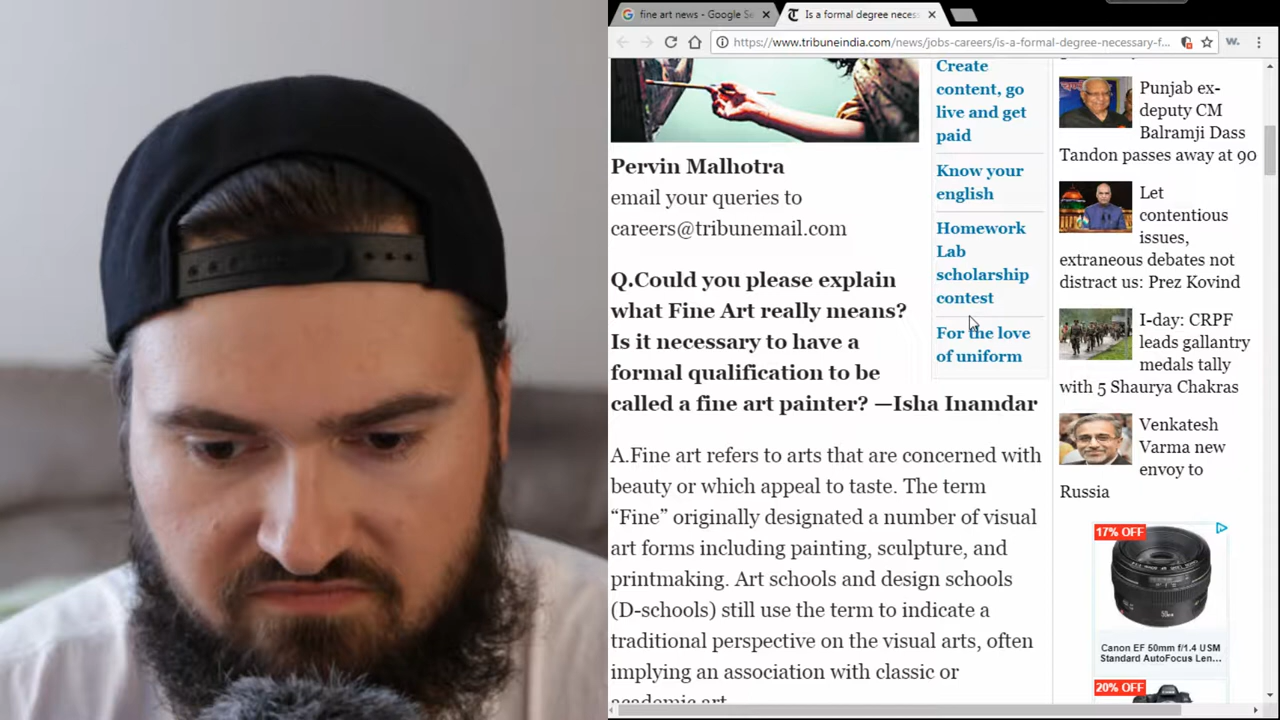 fine art news - Google Se
Is a formal degree neces
https://www.tribuneindia.com/news/jobs-careers/is-a-formal-degree-necessary-f...
W.
Pervin Malhotra
email your queries to
careers@tribunemail.com
Q.Could you please explain
what Fine Art really means?
Is it necessary to have a
formal qualification to be
called a fine art painter? —Isha Inamdar
A.Fine art refers to arts that are concerned with
beauty or which appeal to taste. The term
“Fine” originally designated a number of visual
art forms including painting, sculpture, and
printmaking. Art schools and design schools
(D-schools) still use the term to indicate a
traditional perspective on the visual arts, often
implying an association with classic or
academic art
Create
content, go
live and get
paid
Know your
english
Homework
Lab
scholarship
contest
For the love
of uniform
Punjab ex-
deputy CM
Balramji Dass
Tandon passes away at 90
Let
contentious
issues,
extraneous debates not
distract us: Prez Kovind
I-day: CRPF
leads gallantry
medals tally
with 5 Shaurya Chakras
Venkatesh
Varma new
envoy to
Russia
17% OFF
Canon EF 50mm f/1.4 USM
Standard AutoFocus Len...
20% OFF